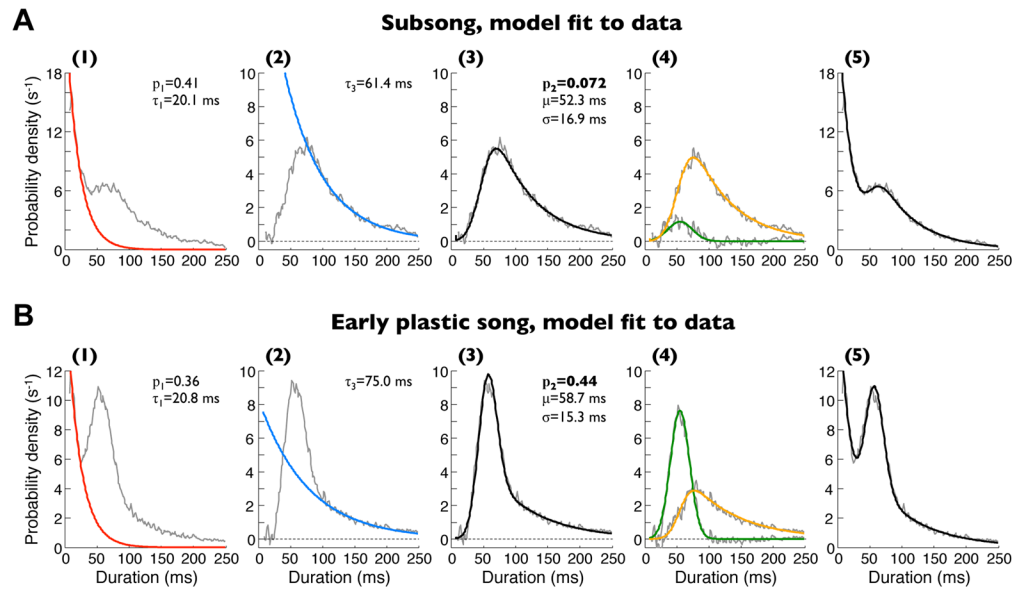 A
Subsong, model fit to data
(1) (2) (3) (4) (5)
p1=0.41
τ1=20.1 ms
τ3=61.4 ms
p2=0.072
μ=52.3 ms
σ=16.9 ms
Probability density (s-1)
18 10 10 10 18
12 8 8 8 12
6 6 6 6 6
4 4 4
2 2 2
0 0 0 0 0
0 50 100 150 200 250 0 50 100 150 200 250 0 50 100 150 200 250 0 50 100 150 200 250 0 50 100 150 200 250
B
Early plastic song, model fit to data
(1) (2) (3) (4) (5)
p1=0.36
τ1=20.8 ms
τ3=75.0 ms
p2=0.44
μ=58.7 ms
σ=15.3 ms
Probability density (s-1)
12 10 10 10 12
10 8 8 8 10
8 6 6 6 8
6 4 4 4 6
4 2 2 2 4
2 0 0 0 2
0 0
0 50 100 150 200 250 0 50 100 150 200 250 0 50 100 150 200 250 0 50 100 150 200 250 0 50 100 150 200 250
Duration (ms) Duration (ms) Duration (ms) Duration (ms) Duration (ms)